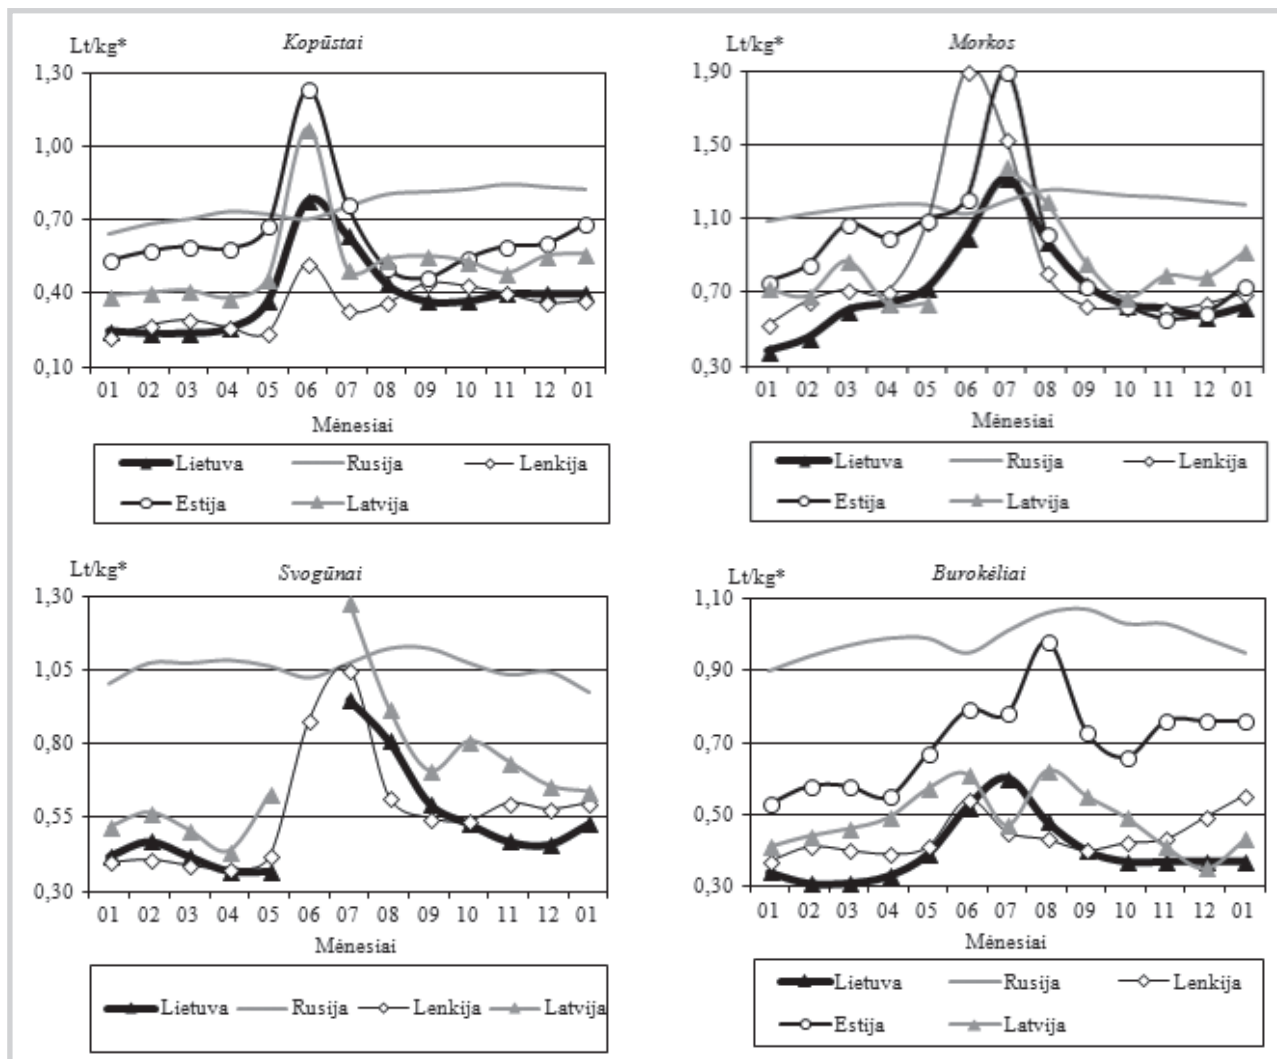 Lt/kg* Kopūstai
1,30
1,00
0,70
0,40
0,10
01 02 03 04 05 06 07 08 09 10 11 12 01
Mėnesiai
Lietuva Rusija Lenkija
Estija Latvija
Lt/kg* Morkos
1,90
1,50
1,10
0,70
0,30
01 02 03 04 05 06 07 08 09 10 11 12 01
Mėnesiai
Lietuva Rusija Lenkija
Estija Latvija
Lt/kg* Svogūnai
1,30
1,05
0,80
0,55
0,30
01 02 03 04 05 06 07 08 09 10 11 12 01
Mėnesiai
Lietuva Rusija Lenkija Latvija
Lt/kg* Burokėliai
1,10
0,90
0,70
0,50
0,30
01 02 03 04 05 06 07 08 09 10 11 12 01
Mėnesiai
Lietuva Rusija Lenkija
Estija Latvija